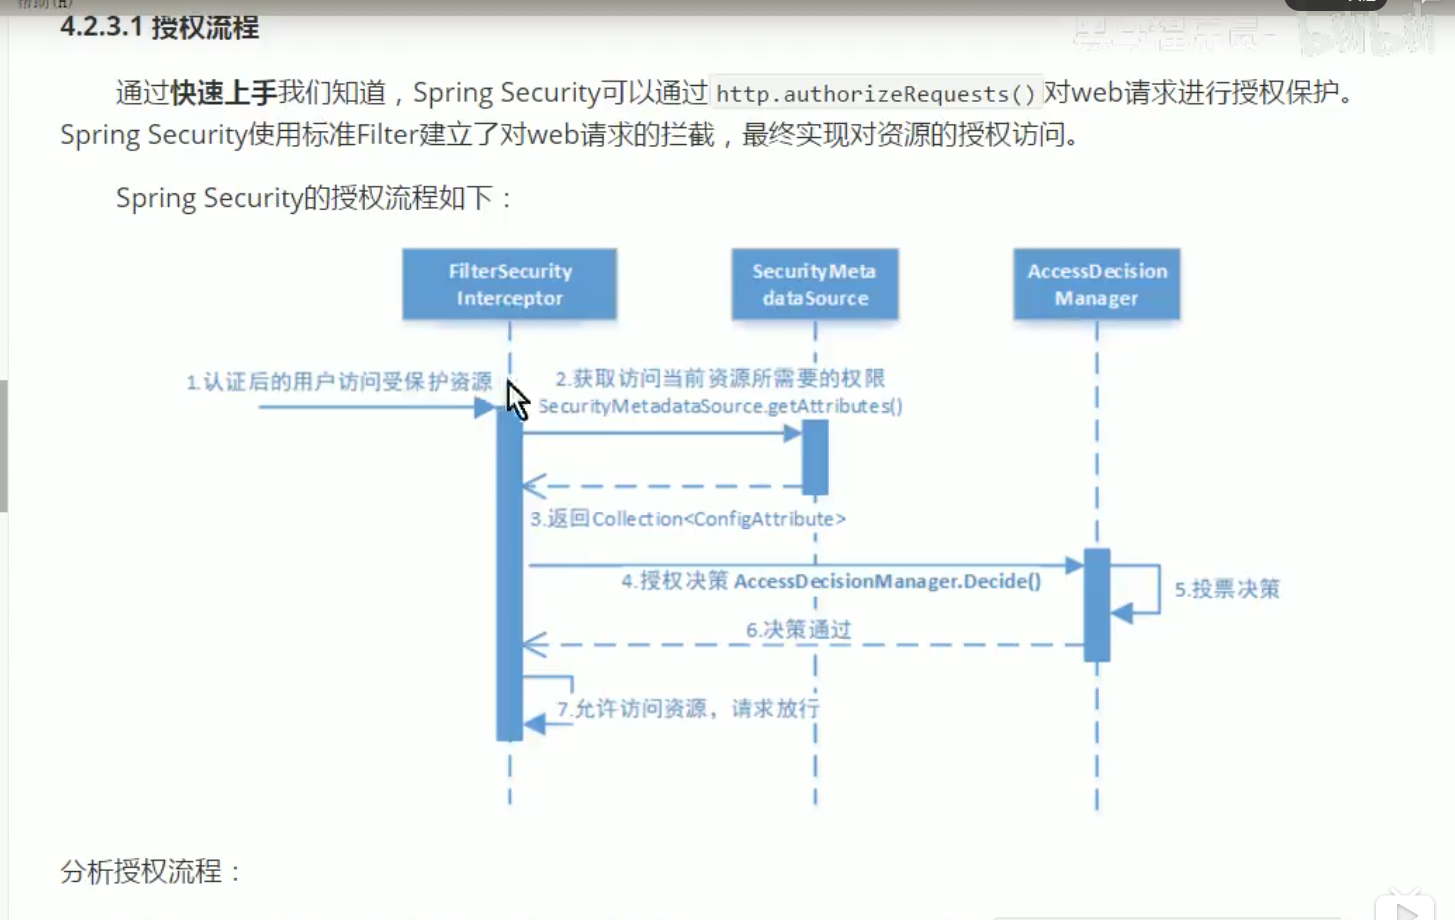 帮助(H)
4.2.3.1 授权流程
通过快速上手我们知道，Spring Security可以通过 http.authorizeRequests() 对web请求进行授权保护。
Spring Security使用标准Filter建立了对web请求的拦截，最终实现对资源的授权访问。
Spring Security的授权流程如下：
FilterSecurity
Interceptor
SecurityMeta
dataSource
AccessDecision
Manager
1.认证后的用户访问受保护资源
2.获取访问当前资源所需要的权限
SecurityMetadataSource.getAttributes()
3.返回Collection<ConfigAttribute>
4.授权决策 AccessDecisionManager.Decide()
5.投票决策
6.决策通过
7.允许访问资源，请求放行
分析授权流程：